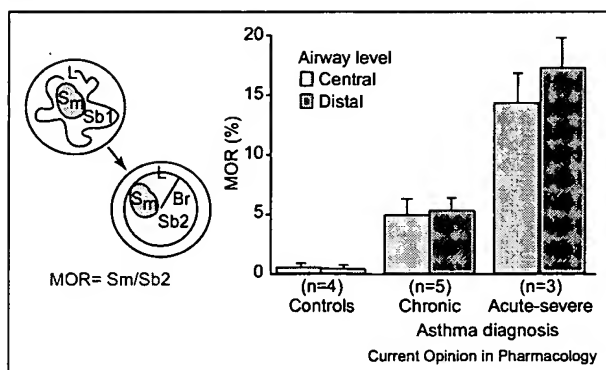 L
Sm
Sb1
L
Sm
Br
Sb2
MOR= Sm/Sb2
MOR (%)
20
15
10
5
0
Airway level
Central
Distal
(n=4) (n=5) (n=3)
Controls Chronic Acute-severe
Asthma diagnosis
Current Opinion in Pharmacology